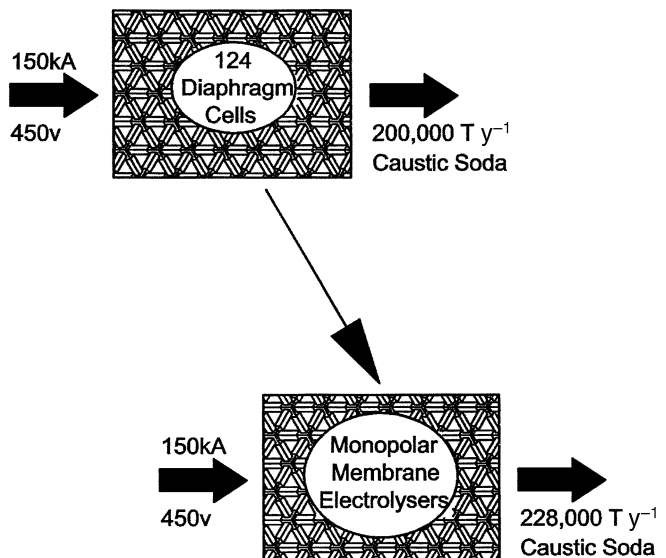 150kA
450v
124
Diaphragm
Cells
200,000 T y⁻¹
Caustic Soda
150kA
450v
Monopolar
Membrane
Electrolysers
228,000 T y⁻¹
Caustic Soda